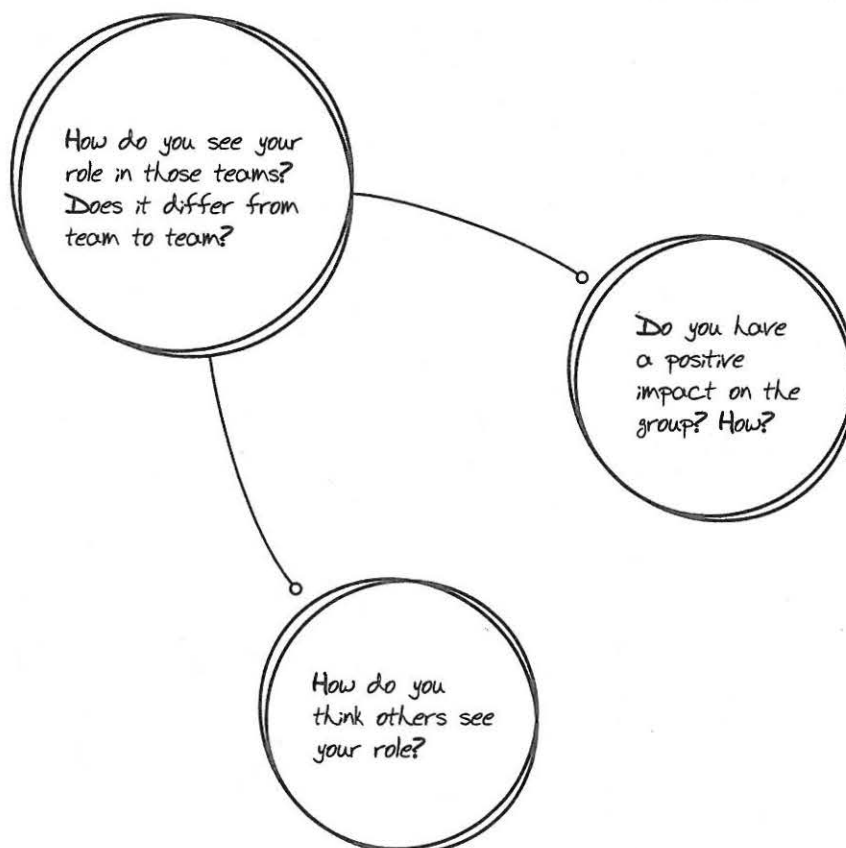 How do you see your
role in those teams?
Does it differ from
team to team?
Do you have
a positive
impact on the
group? How?
How do you
think others see
your role?